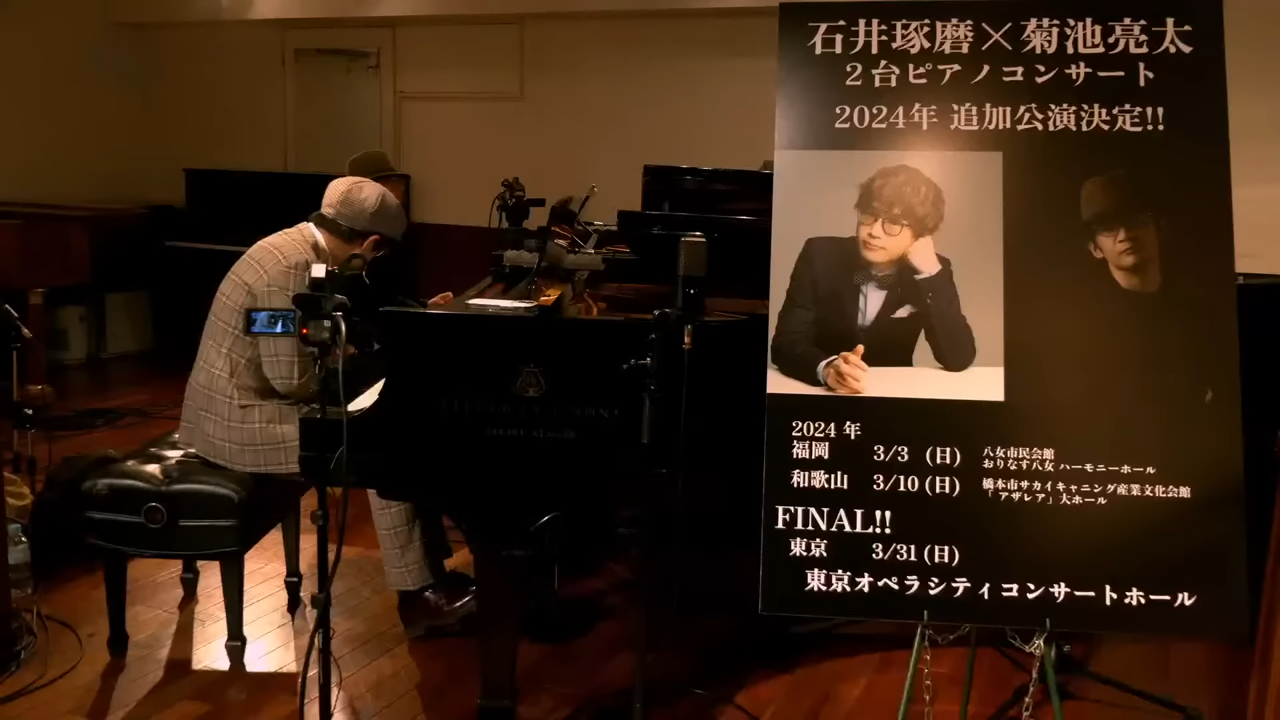 石井琢磨×菊池亮太
２台ピアノコンサート
2024年 追加公演決定!!
2024 年
福岡 3/3 (日) 八女市民会館
おりなす八女 ハーモニーホール
和歌山 3/10 (日) 橋本市サカイキャニング産業文化会館
「アザレア」大ホール
FINAL!!
東京 3/31 (日)
東京オペラシティコンサートホール